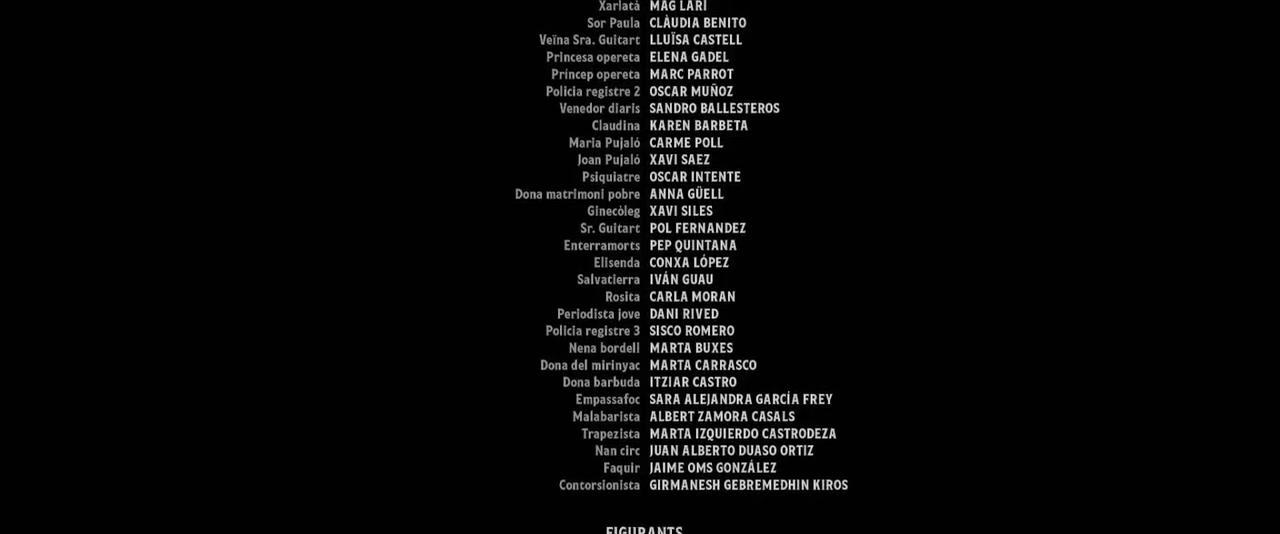 Xarlatà MAG LARI
Sor Paula CLÀUDIA BENITO
Veïna Sra. Guitart LLUÏSA CASTELL
Princesa opereta ELENA GADEL
Príncep opereta MARC PARROT
Policia registre 2 OSCAR MUÑOZ
Venedor diaris SANDRO BALLESTEROS
Claudina KAREN BARBETA
Maria Pujaló CARME POLL
Joan Pujaló XAVI SAEZ
Psiquiatre OSCAR INTENTE
Dona matrimoni pobre ANNA GÜELL
Ginecòleg XAVI SILES
Sr. Guitart POL FERNANDEZ
Enterramorts PEP QUINTANA
Elisenda CONXA LÓPEZ
Salvatierra IVÁN GUAU
Rosita CARLA MORAN
Periodista jove DANI RIVED
Policia registre 3 SISCO ROMERO
Nena bordell MARTA BUXES
Dona del mirinyac MARTA CARRASCO
Dona barbuda ITZIAR CASTRO
Empassafoc SARA ALEJANDRA GARCÍA FREY
Malabarista ALBERT ZAMORA CASALS
Trapezista MARTA IZQUIERDO CASTRODEZA
Nan circ JUAN ALBERTO DUASO ORTIZ
Faquir JAIME OMS GONZÁLEZ
Contorsionista GIRMANESH GEBREMEDHIN KIROS
FIGURANTS